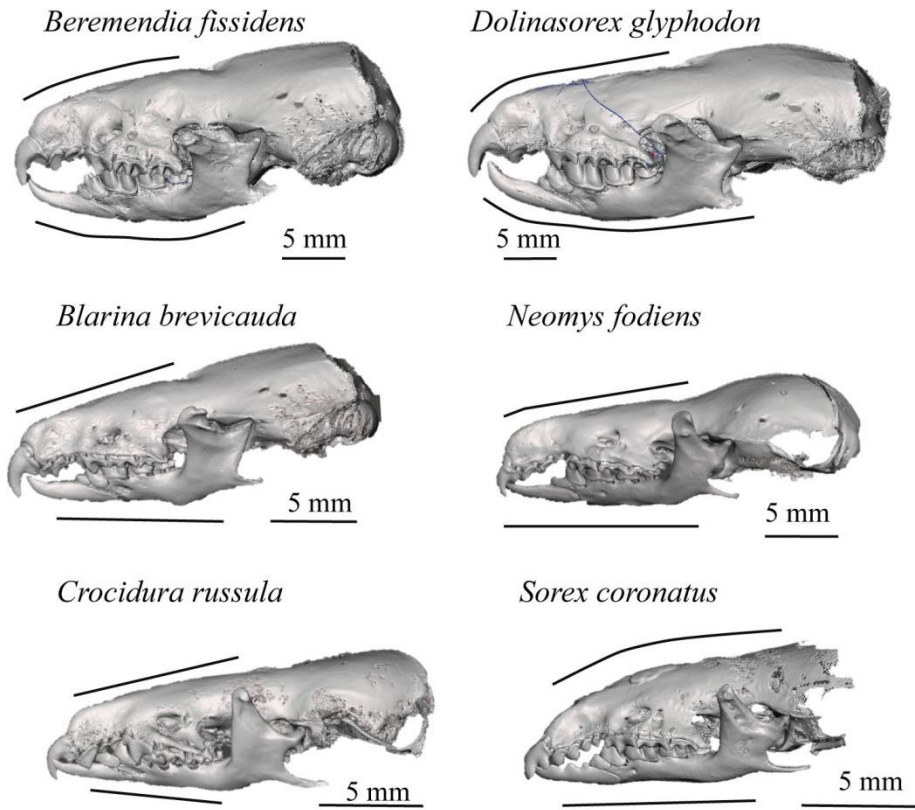 Beremendia fissidens
Dolinasorex glyphodon
5 mm
5 mm
Blarina brevicauda
Neomys fodiens
5 mm
5 mm
Crocidura russula
Sorex coronatus
5 mm
5 mm